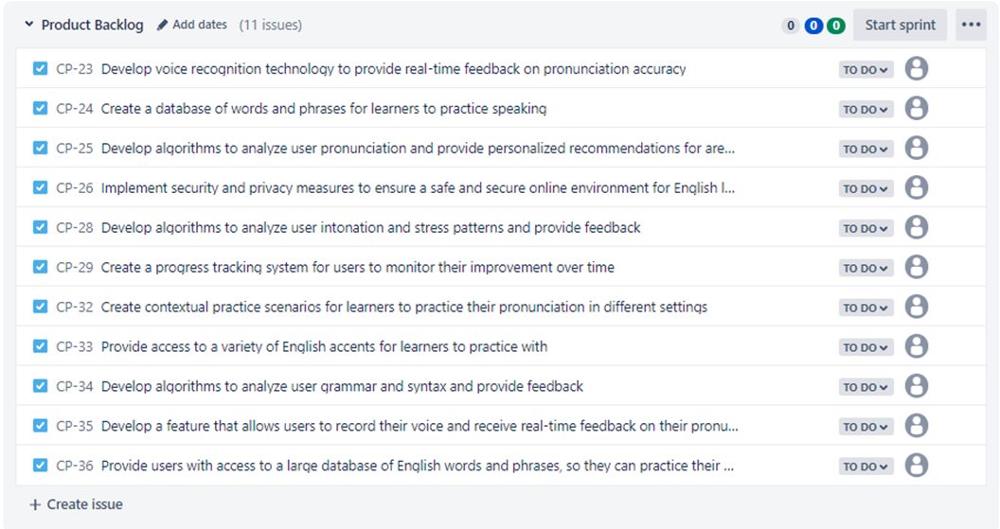 Product Backlog Add dates (11 issues) 0 0 0 Start sprint
CP-23 Develop voice recognition technology to provide real-time feedback on pronunciation accuracy TO DO
CP-24 Create a database of words and phrases for learners to practice speaking TO DO
CP-25 Develop algorithms to analyze user pronunciation and provide personalized recommendations for are... TO DO
CP-26 Implement security and privacy measures to ensure a safe and secure online environment for English l... TO DO
CP-28 Develop algorithms to analyze user intonation and stress patterns and provide feedback TO DO
CP-29 Create a progress tracking system for users to monitor their improvement over time TO DO
CP-32 Create contextual practice scenarios for learners to practice their pronunciation in different settings TO DO
CP-33 Provide access to a variety of English accents for learners to practice with TO DO
CP-34 Develop algorithms to analyze user grammar and syntax and provide feedback TO DO
CP-35 Develop a feature that allows users to record their voice and receive real-time feedback on their pronu... TO DO
CP-36 Provide users with access to a large database of English words and phrases, so they can practice their ... TO DO
+ Create issue